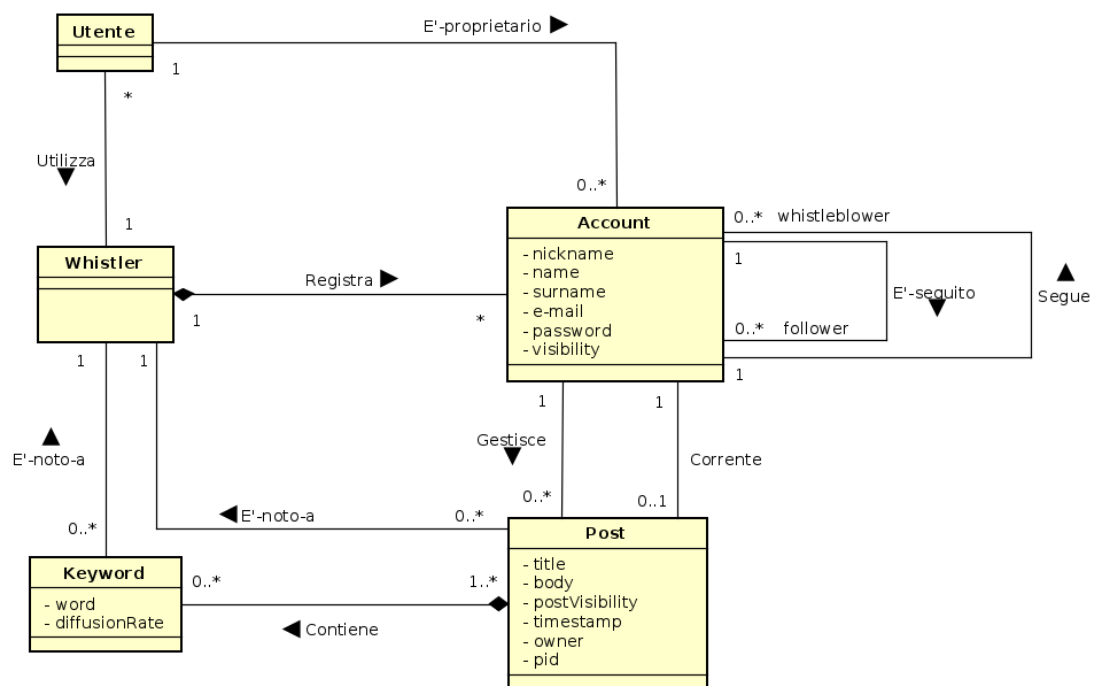 Utente
E'-proprietario
1
*
Utilizza
1
0..*
Whistler
Registra
1
*
Account
- nickname
- name
- surname
- e-mail
- password
- visibility
0..* whistleblower
1
E'-seguito
Segue
0..* follower
1
1
1
E'-noto-a
0..*
1
1
Gestisce
Corrente
0..*
0..1
E'-noto-a
0..*
Keyword
- word
- diffusionRate
0..*
1..*
Contiene
Post
- title
- body
- postVisibility
- timestamp
- owner
- pid